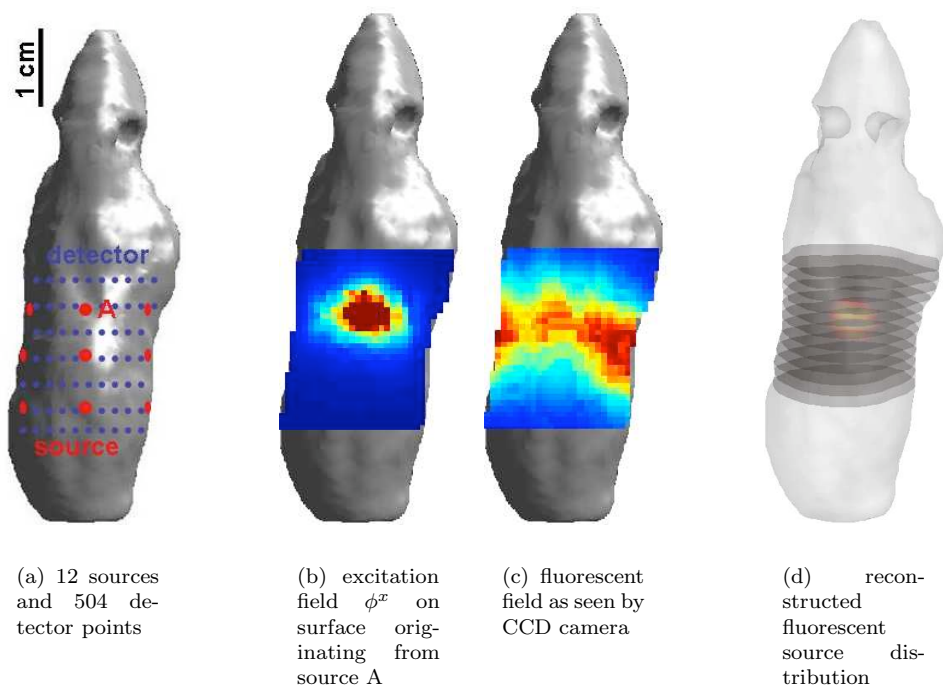 1 cm
detector
A
source
(a) 12 sources
and 504 de-
tector points
(b) excitation
field ϕˣ on
surface orig-
inating from
source A
(c) fluorescent
field as seen by
CCD camera
(d) recon-
structed
fluorescent
source dis-
tribution